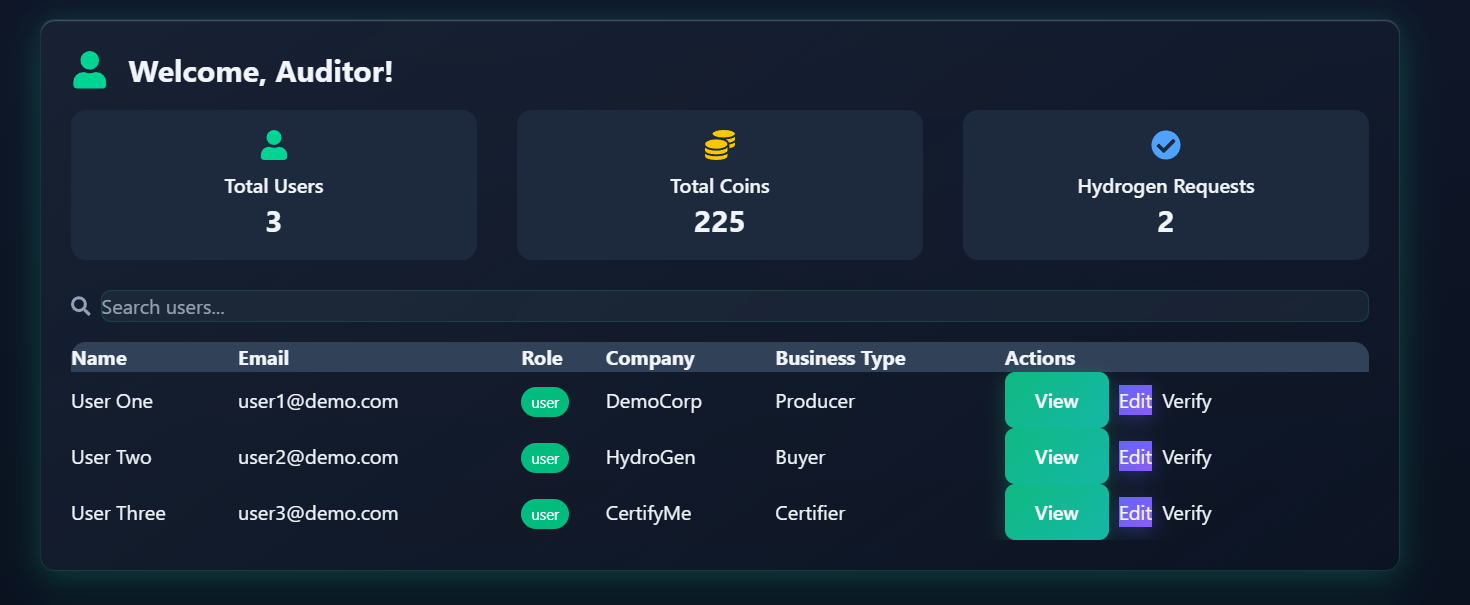 Welcome, Auditor!
Total Users
3
Total Coins
225
Hydrogen Requests
2
Search users...
Name Email Role Company Business Type Actions
User One user1@demo.com user DemoCorp Producer View Edit Verify
User Two user2@demo.com user HydroGen Buyer View Edit Verify
User Three user3@demo.com user CertifyMe Certifier View Edit Verify